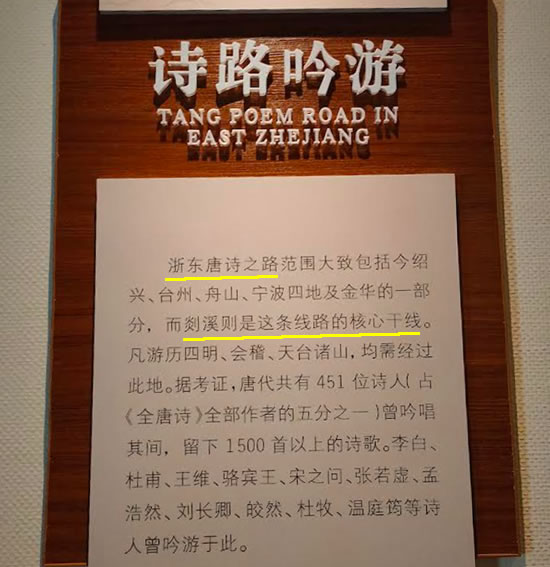 诗路吟游
TANG POEM ROAD IN
EAST ZHEJIANG
浙东唐诗之路范围大致包括今绍
兴、台州、舟山、宁波四地及金华的一部
分，而剡溪则是这条线路的核心干线。
凡游历四明、会稽、天台诸山，均需经过
此地。据考证，唐代共有 451 位诗人（占
《全唐诗》全部作者的五分之一）曾吟唱
其间，留下 1500 首以上的诗歌。李白、
杜甫、王维、骆宾王、宋之问、张若虚、孟
浩然、刘长卿、皎然、杜牧、温庭筠等诗
人曾吟游于此。